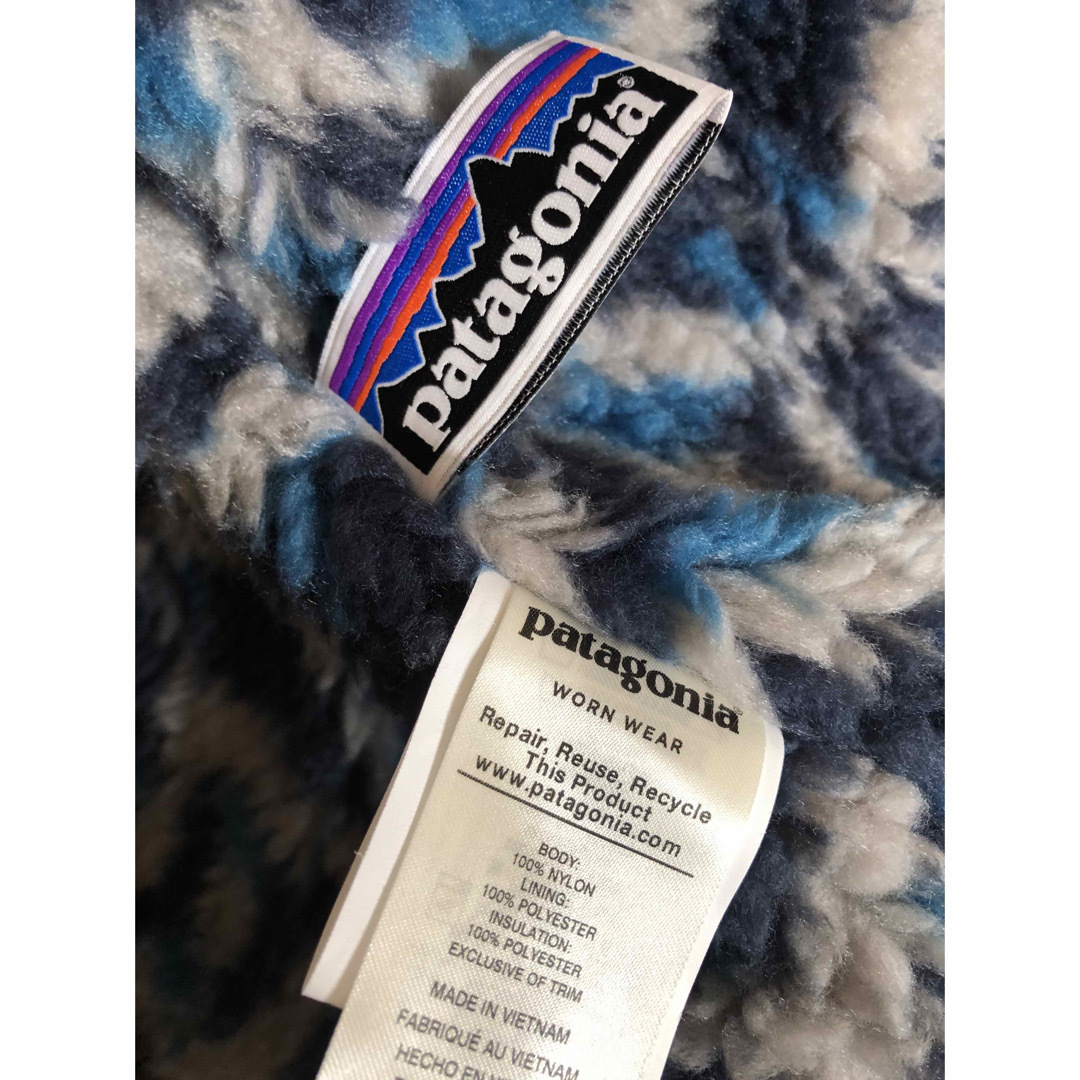 patagonia®
patagonia®
WORN WEAR
Repair, Reuse, Recycle
This Product
www.patagonia.com
BODY:
100% NYLON
LINING:
100% POLYESTER
INSULATION:
100% POLYESTER
EXCLUSIVE OF TRIM
MADE IN VIETNAM
FABRIQUÉ AU VIETNAM
HECHO EN